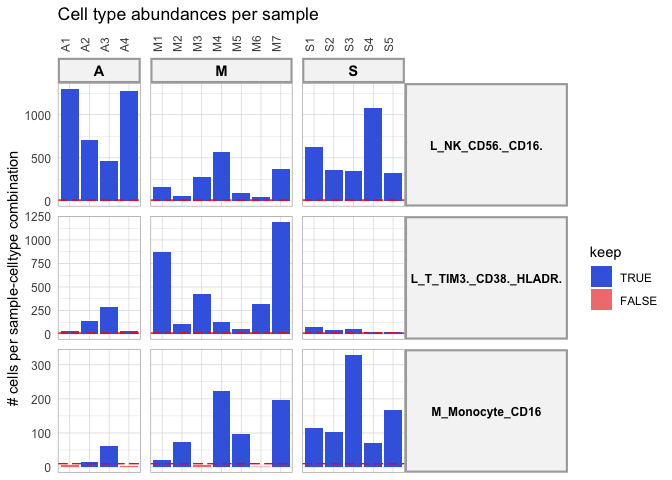 Cell type abundances per sample
A1 A2 A3 A4 M1 M2 M3 M4 M5 M6 M7 S1 S2 S3 S4 S5
A M S
1000
500
0
L_NK_CD56._CD16.
1250
1000
750
500
250
0
L_T_TIM3._CD38._HLADR.
300
200
100
0
M_Monocyte_CD16
# cells per sample-celltype combination
keep
TRUE
FALSE